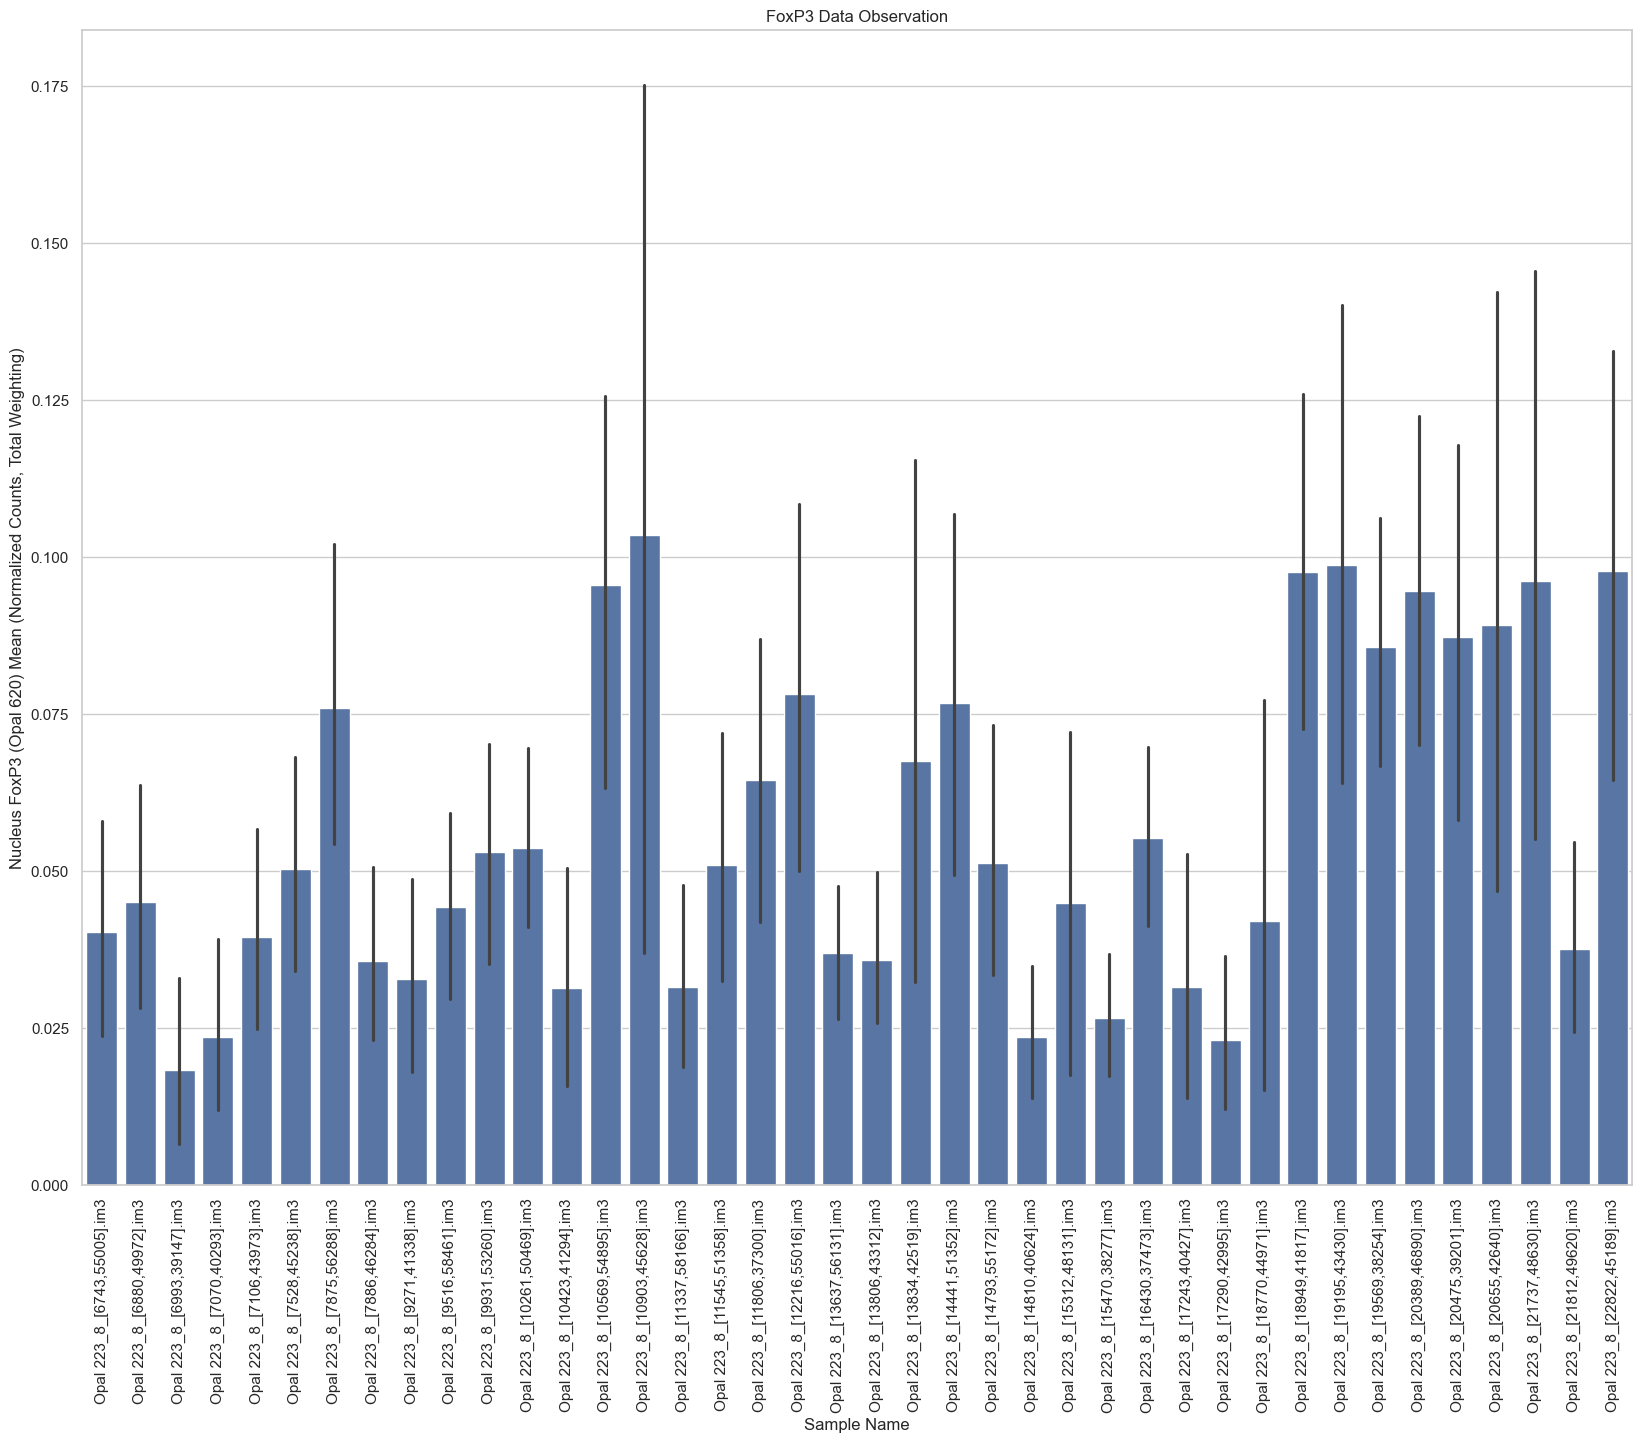 FoxP3 Data Observation
Nucleus FoxP3 (Opal 620) Mean (Normalized Counts, Total Weighting)
0.175
0.150
0.125
0.100
0.075
0.050
0.025
0.000
Opal 223_8_[6743,55005].im3
Opal 223_8_[6880,49972].im3
Opal 223_8_[6993,39147].im3
Opal 223_8_[7070,40293].im3
Opal 223_8_[7106,43973].im3
Opal 223_8_[7528,45238].im3
Opal 223_8_[7875,56288].im3
Opal 223_8_[7886,46284].im3
Opal 223_8_[9271,41338].im3
Opal 223_8_[9516,58461].im3
Opal 223_8_[9931,53260].im3
Opal 223_8_[10261,50469].im3
Opal 223_8_[10423,41294].im3
Opal 223_8_[10569,54895].im3
Opal 223_8_[10903,45628].im3
Opal 223_8_[11337,58166].im3
Opal 223_8_[11545,51358].im3
Opal 223_8_[11806,37300].im3
Opal 223_8_[12216,55016].im3
Opal 223_8_[13637,56131].im3
Opal 223_8_[13806,43312].im3
Opal 223_8_[13834,42519].im3
Opal 223_8_[14441,51352].im3
Opal 223_8_[14793,55172].im3
Opal 223_8_[14810,40624].im3
Opal 223_8_[15312,48131].im3
Opal 223_8_[15470,38277].im3
Opal 223_8_[16430,37473].im3
Opal 223_8_[17243,40427].im3
Opal 223_8_[17290,42995].im3
Opal 223_8_[18770,44971].im3
Opal 223_8_[18949,41817].im3
Opal 223_8_[19195,43430].im3
Opal 223_8_[19569,38254].im3
Opal 223_8_[20389,46890].im3
Opal 223_8_[20475,39201].im3
Opal 223_8_[20655,42640].im3
Opal 223_8_[21737,48630].im3
Opal 223_8_[21812,49620].im3
Opal 223_8_[22822,45189].im3
Sample Name